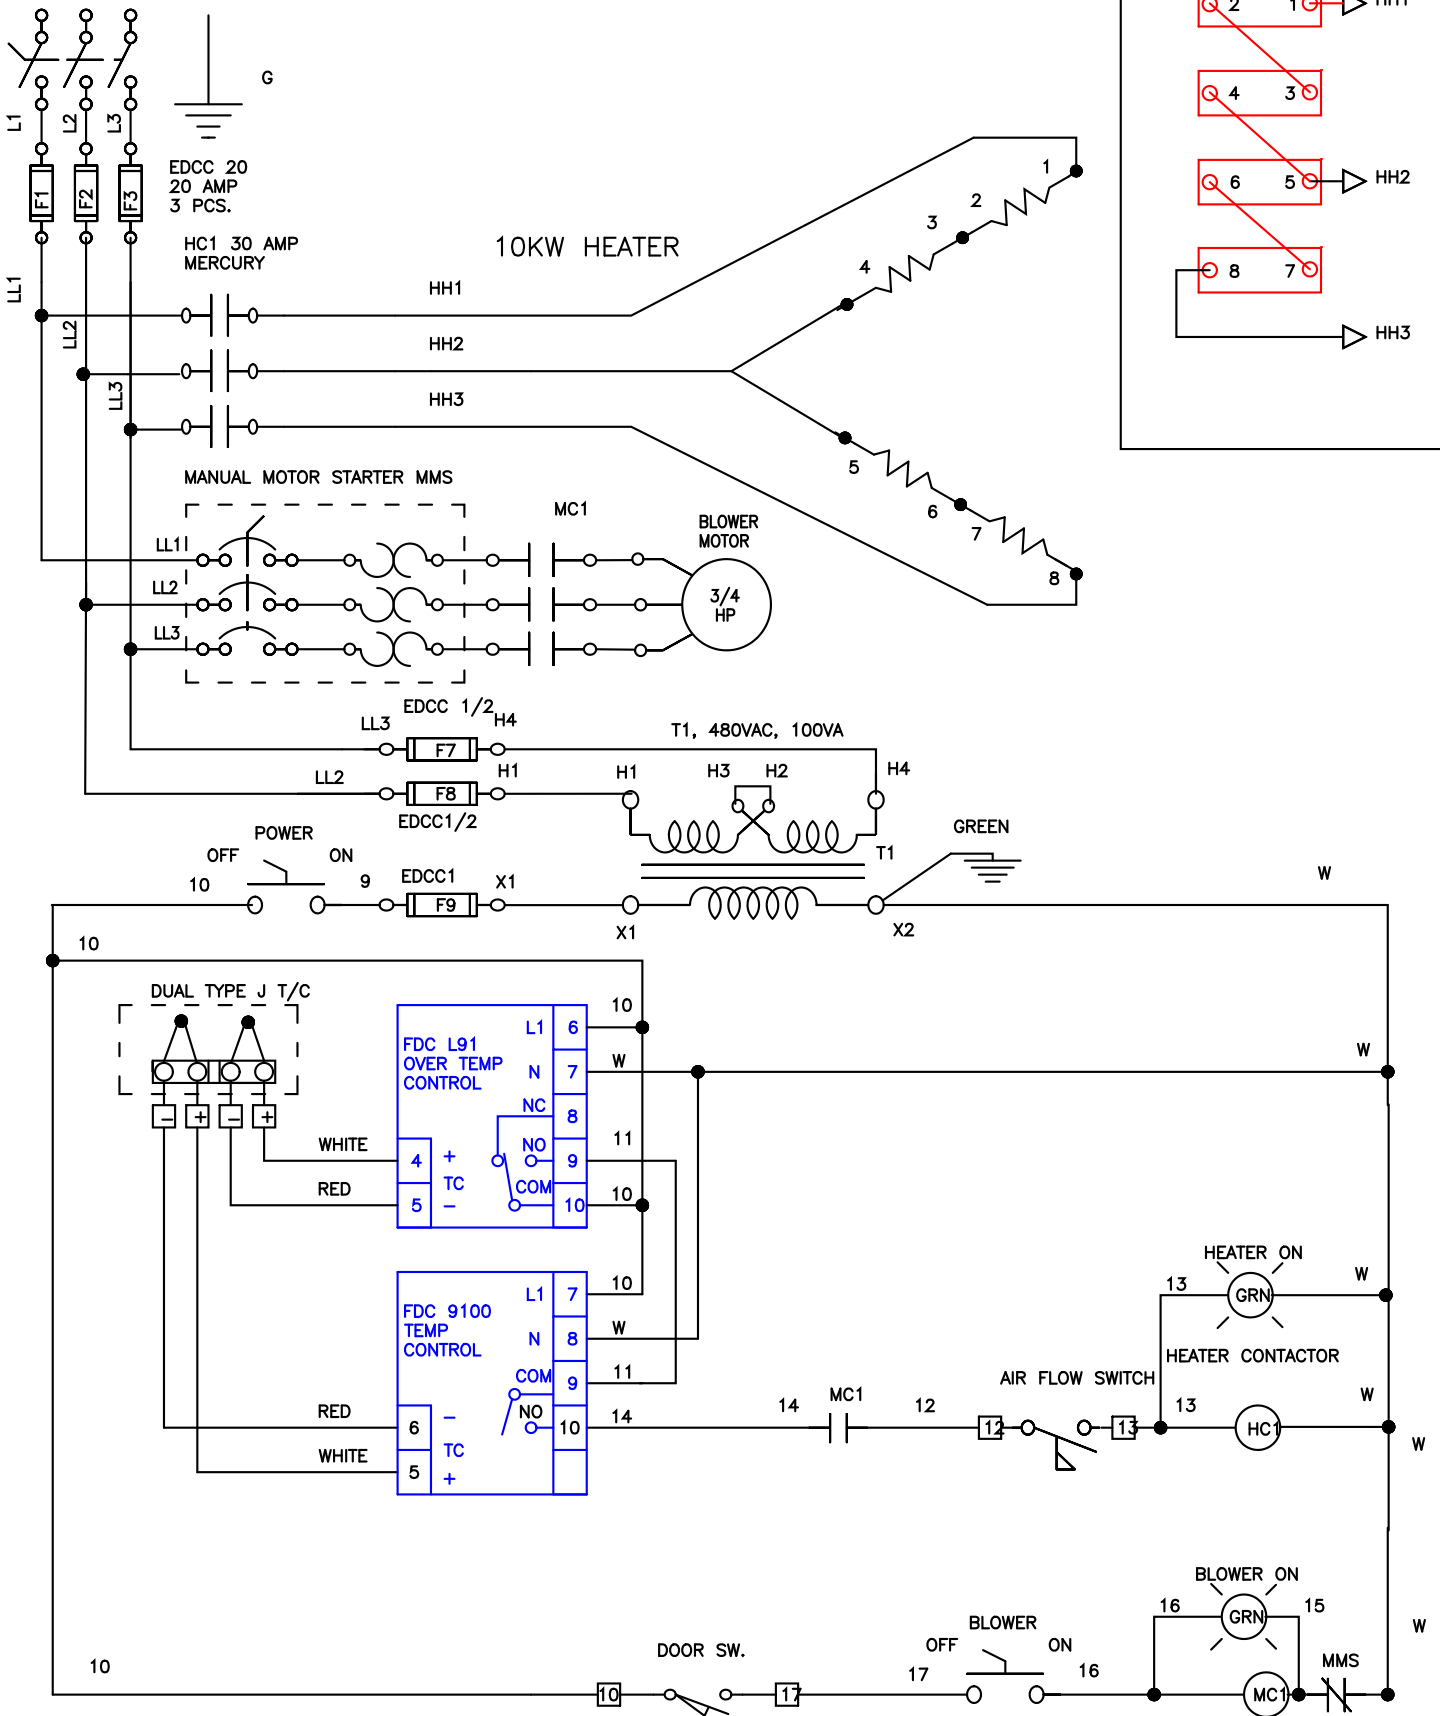 2 1 HH1
4 3
6 5 HH2
8 7
HH3
G
L1 L2 L3
F1 F2 F3
EDCC 20
20 AMP
3 PCS.
HC1 30 AMP
MERCURY
10KW HEATER
LL1
LL2
LL3
HH1
HH2
HH3
1
2
3
4
5
6
7
8
MANUAL MOTOR STARTER MMS
MC1
BLOWER
MOTOR
LL1
LL2
LL3
3/4
HP
EDCC 1/2
LL3 H4
F7
T1, 480VAC, 100VA
LL2 H1
F8
EDCC1/2
H1 H3 H2 H4
T1
GREEN
POWER
OFF ON
10 9 EDCC1 X1
F9
X1 X2
W
10
DUAL TYPE J T/C
- + - +
FDC L91
OVER TEMP
CONTROL
L1 6 10
N 7 W W
NC 8
NO 9 11
COM 10 10
WHITE 4 +
TC
RED 5 -
FDC 9100
TEMP
CONTROL
L1 7 10
N 8 W
COM 9 11
NO 10 14
RED 6 -
TC
WHITE 5 +
14 MC1 12
12
AIR FLOW SWITCH
13
13
HEATER ON
13 GRN W
HEATER CONTACTOR
HC1 W
W
BLOWER ON
16 GRN 15
W
10
DOOR SW.
10 17
17
BLOWER
OFF ON
16
MC1
MMS